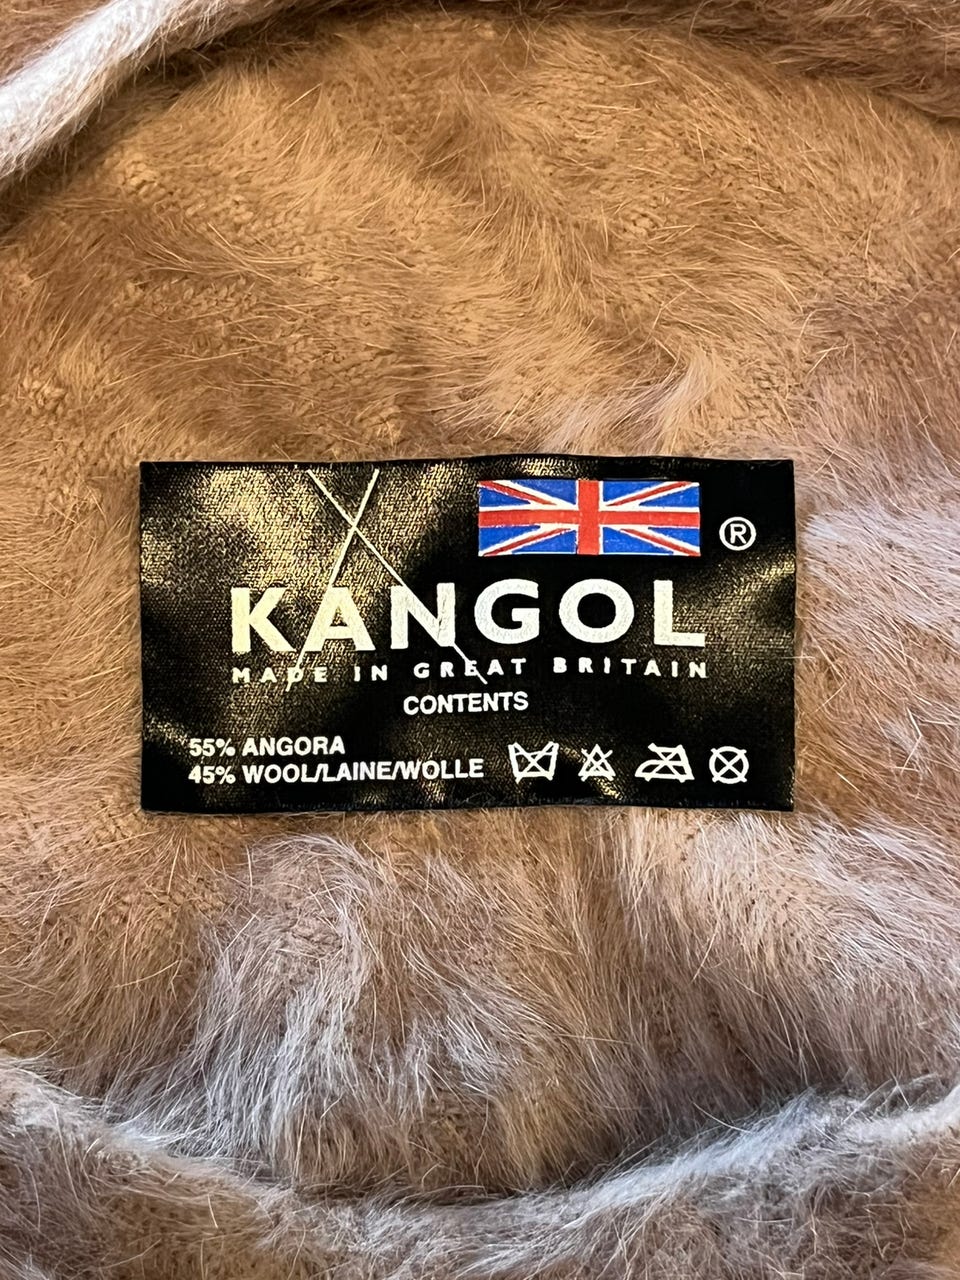 ®
KANGOL
MADE IN GREAT BRITAIN
CONTENTS
55% ANGORA
45% WOOL/LAINE/WOLLE